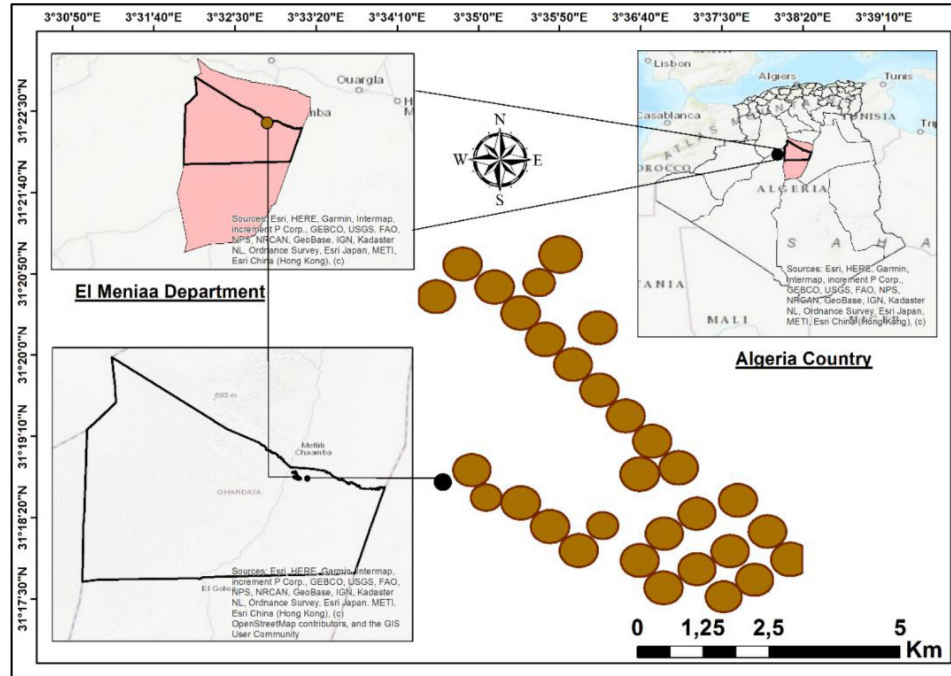 3°30'50"E 3°31'40"E 3°32'30"E 3°33'20"E 3°34'10"E 3°35'0"E 3°35'50"E 3°36'40"E 3°37'30"E 3°38'20"E 3°39'10"E
31°22'30"N
31°21'40"N
31°20'50"N
31°20'0"N
31°19'10"N
31°18'20"N
31°17'30"N
Ouargla
Sources: Esri, HERE, Garmin, Intermap,
increment P Corp., GEBCO, USGS, FAO,
NPS, NRCAN, GeoBase, IGN, Kadaster
NL, Ordnance Survey, Esri Japan, METI,
Esri China (Hong Kong), (c)
El Meniaa Department
N
W E
S
Lisbon
Algiers
Tunis
Casablanca
ATLAS
TUNISIA
Trip
OROCCO
ALGERIA
S A H A
TANIA
MALI
Sources: Esri, HERE, Garmin,
Intermap, increment P Corp.,
GEBCO, USGS, FAO, NPS,
NRCAN, GeoBase, IGN, Kadaster
NL, Ordnance Survey, Esri Japan,
METI, Esri China (Hong Kong), (c)
Algeria Country
Metlili
Chaamba
GHARDAIA
Sources: Esri, HERE, Garmin, Intermap,
increment P Corp., GEBCO, USGS, FAO,
NPS, NRCAN, GeoBase, IGN, Kadaster
NL, Ordnance Survey, Esri Japan, METI,
Esri China (Hong Kong), (c)
OpenStreetMap contributors, and the GIS
User Community
0 1,25 2,5 5
Km